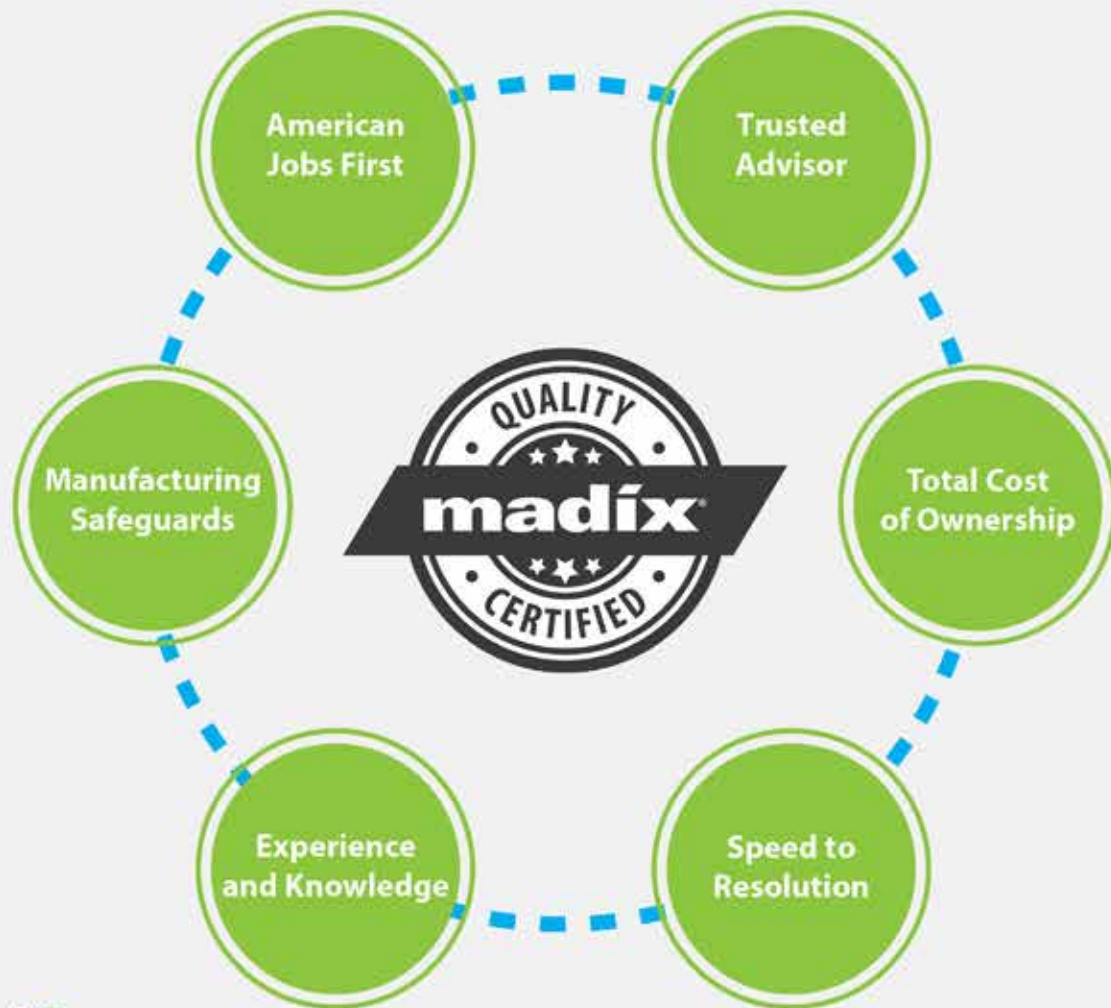 American
Jobs First
Trusted
Advisor
Manufacturing
Safeguards
QUALITY
madíx®
CERTIFIED
Total Cost
of Ownership
Experience
and Knowledge
Speed to
Resolution